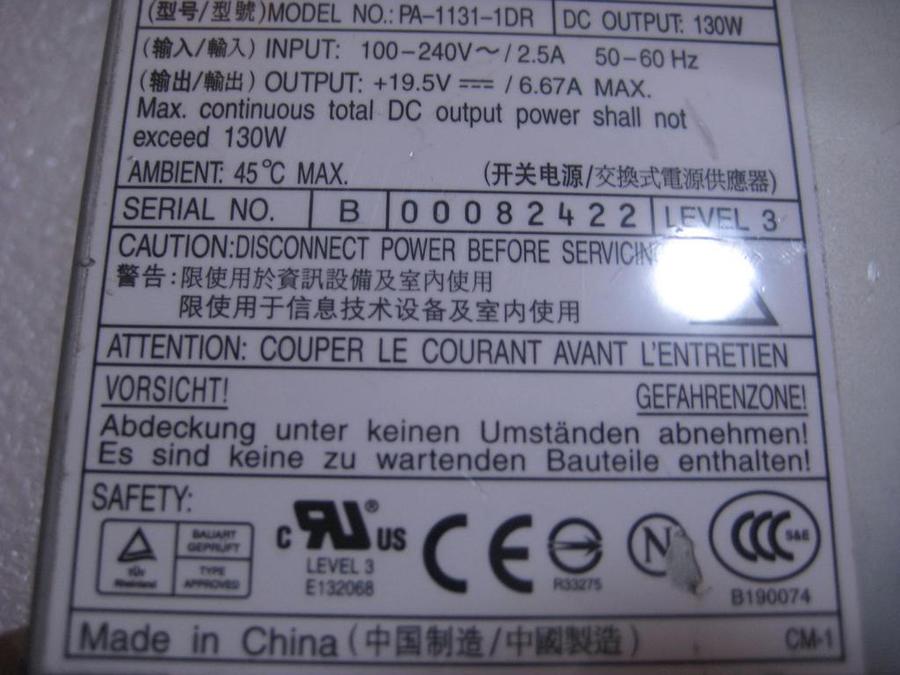 (型号/型號)MODEL NO.: PA-1131-1DR DC OUTPUT: 130W
(输入/輸入) INPUT: 100-240V～/2.5A 50-60Hz
(输出/輸出) OUTPUT: +19.5V ⎓ /6.67A MAX.
Max. continuous total DC output power shall not
exceed 130W
AMBIENT: 45℃ MAX. (开关电源/交換式電源供應器)
SERIAL NO. B 00082422 LEVEL 3
CAUTION:DISCONNECT POWER BEFORE
警告:限使用於資訊設備及室內使用
限使用于信息技术设备及室内使用
ATTENTION: COUPER LE COURANT AVANT L'ENTRETIEN
VORSICHT! GEFAHRENZONE!
Abdeckung unter keinen Umständen abnehmen!
Es sind keine zu wartenden Bauteile enthalten!
SAFETY:
TÜV Rheinland BAUART GEPRÜFT TYPE APPROVED
C RU® US
LEVEL 3
E132068
CE
R33275
N
CCC S&E
B190074
Made in China (中国制造/中國製造) CM-1